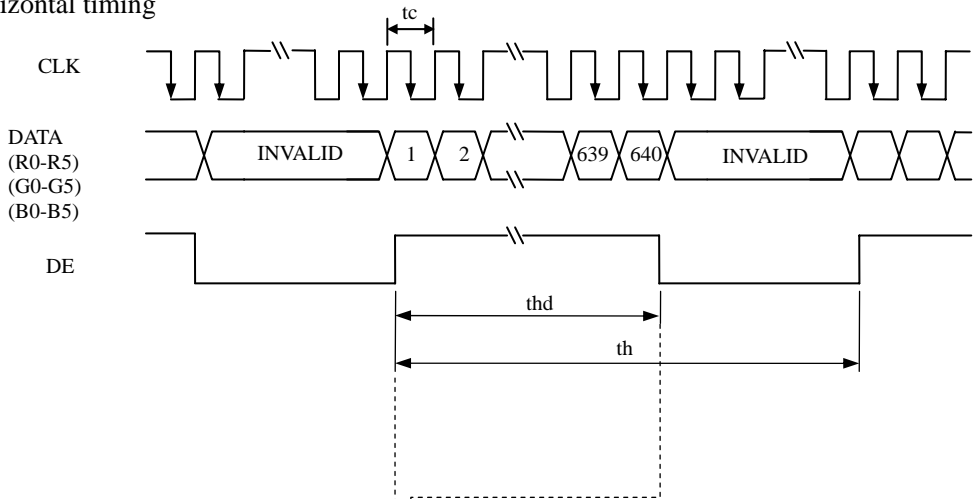 izontal timing
tc
CLK
DATA
(R0-R5)
(G0-G5)
(B0-B5)
INVALID 1 2 639 640 INVALID
DE
thd
th